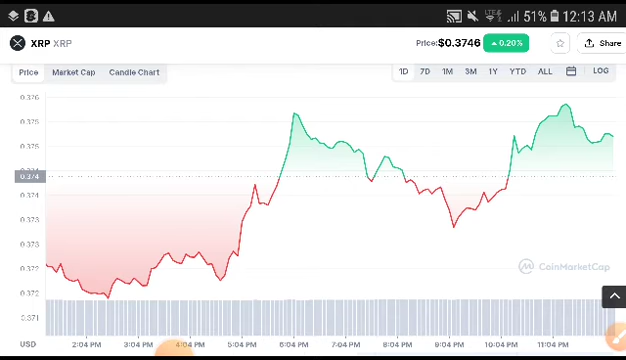 51% 12:13 AM
XRP XRP Price: $0.3746 ▲ 0.20% Share
Price Market Cap Candle Chart 1D 7D 1M 3M 1Y YTD ALL LOG
0.376
0.375
0.374
0.374
0.373
0.373
0.372
0.372
0.371
CoinMarketCap
USD 2:04 PM 3:04 PM 4:04 PM 5:04 PM 6:04 PM 7:04 PM 8:04 PM 9:04 PM 10:04 PM 11:04 PM